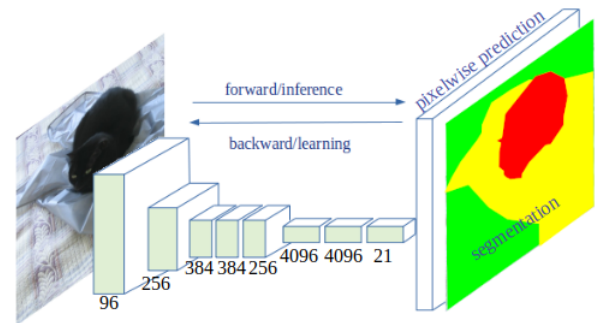 forward/inference
backward/learning
pixelwise prediction
segmentation
96
256
384
384
256
4096
4096
21